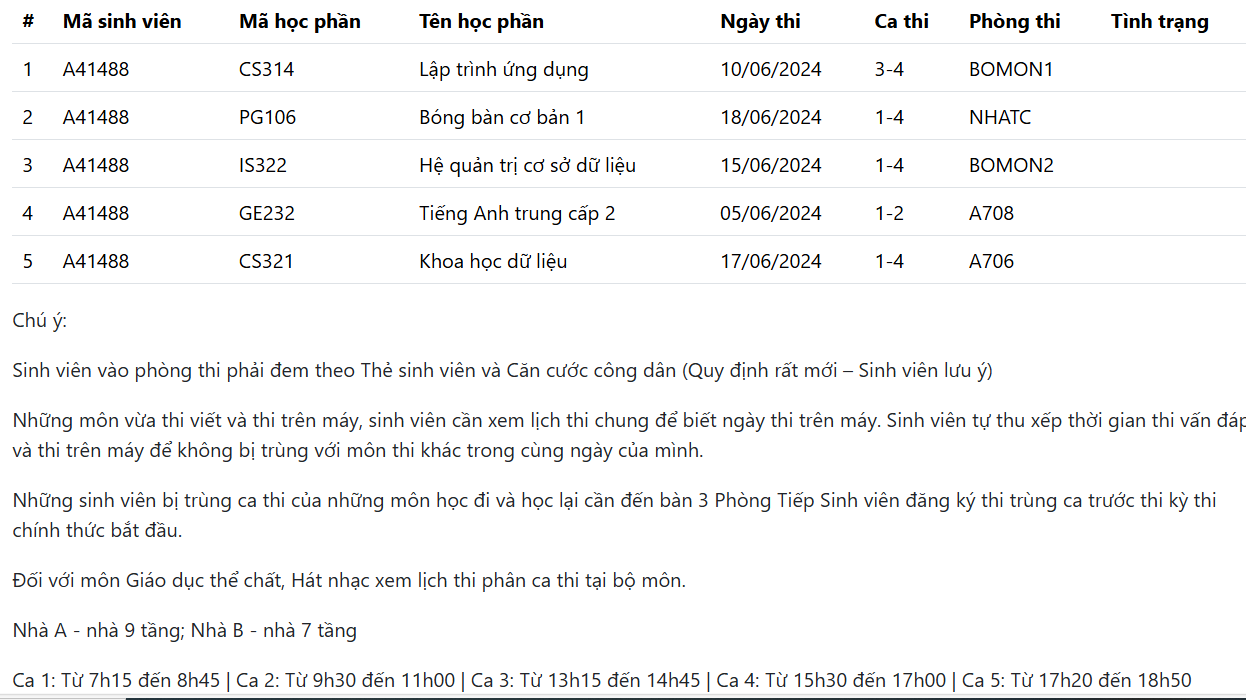 # Mã sinh viên Mã học phần Tên học phần Ngày thi Ca thi Phòng thi Tình trạng
1 A41488 CS314 Lập trình ứng dụng 10/06/2024 3-4 BOMON1
2 A41488 PG106 Bóng bàn cơ bản 1 18/06/2024 1-4 NHATC
3 A41488 IS322 Hệ quản trị cơ sở dữ liệu 15/06/2024 1-4 BOMON2
4 A41488 GE232 Tiếng Anh trung cấp 2 05/06/2024 1-2 A708
5 A41488 CS321 Khoa học dữ liệu 17/06/2024 1-4 A706
Chú ý:
Sinh viên vào phòng thi phải đem theo Thẻ sinh viên và Căn cước công dân (Quy định rất mới – Sinh viên lưu ý)
Những môn vừa thi viết và thi trên máy, sinh viên cần xem lịch thi chung để biết ngày thi trên máy. Sinh viên tự thu xếp thời gian thi vấn đáp
và thi trên máy để không bị trùng với môn thi khác trong cùng ngày của mình.
Những sinh viên bị trùng ca thi của những môn học đi và học lại cần đến bàn 3 Phòng Tiếp Sinh viên đăng ký thi trùng ca trước thi kỳ thi
chính thức bắt đầu.
Đối với môn Giáo dục thể chất, Hát nhạc xem lịch thi phân ca thi tại bộ môn.
Nhà A - nhà 9 tầng; Nhà B - nhà 7 tầng
Ca 1: Từ 7h15 đến 8h45 | Ca 2: Từ 9h30 đến 11h00 | Ca 3: Từ 13h15 đến 14h45 | Ca 4: Từ 15h30 đến 17h00 | Ca 5: Từ 17h20 đến 18h50